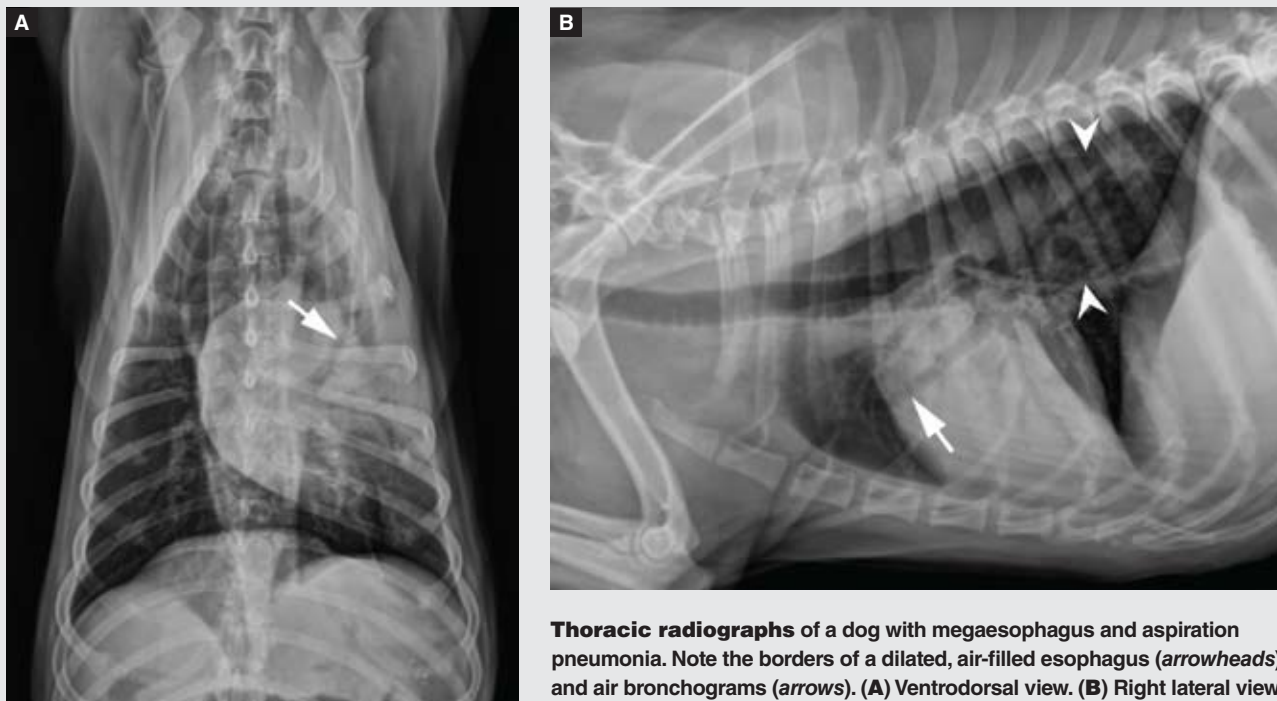 A
B
Thoracic radiographs of a dog with megaesophagus and aspiration
pneumonia. Note the borders of a dilated, air-filled esophagus (arrowheads)
and air bronchograms (arrows). (A) Ventrodorsal view. (B) Right lateral view